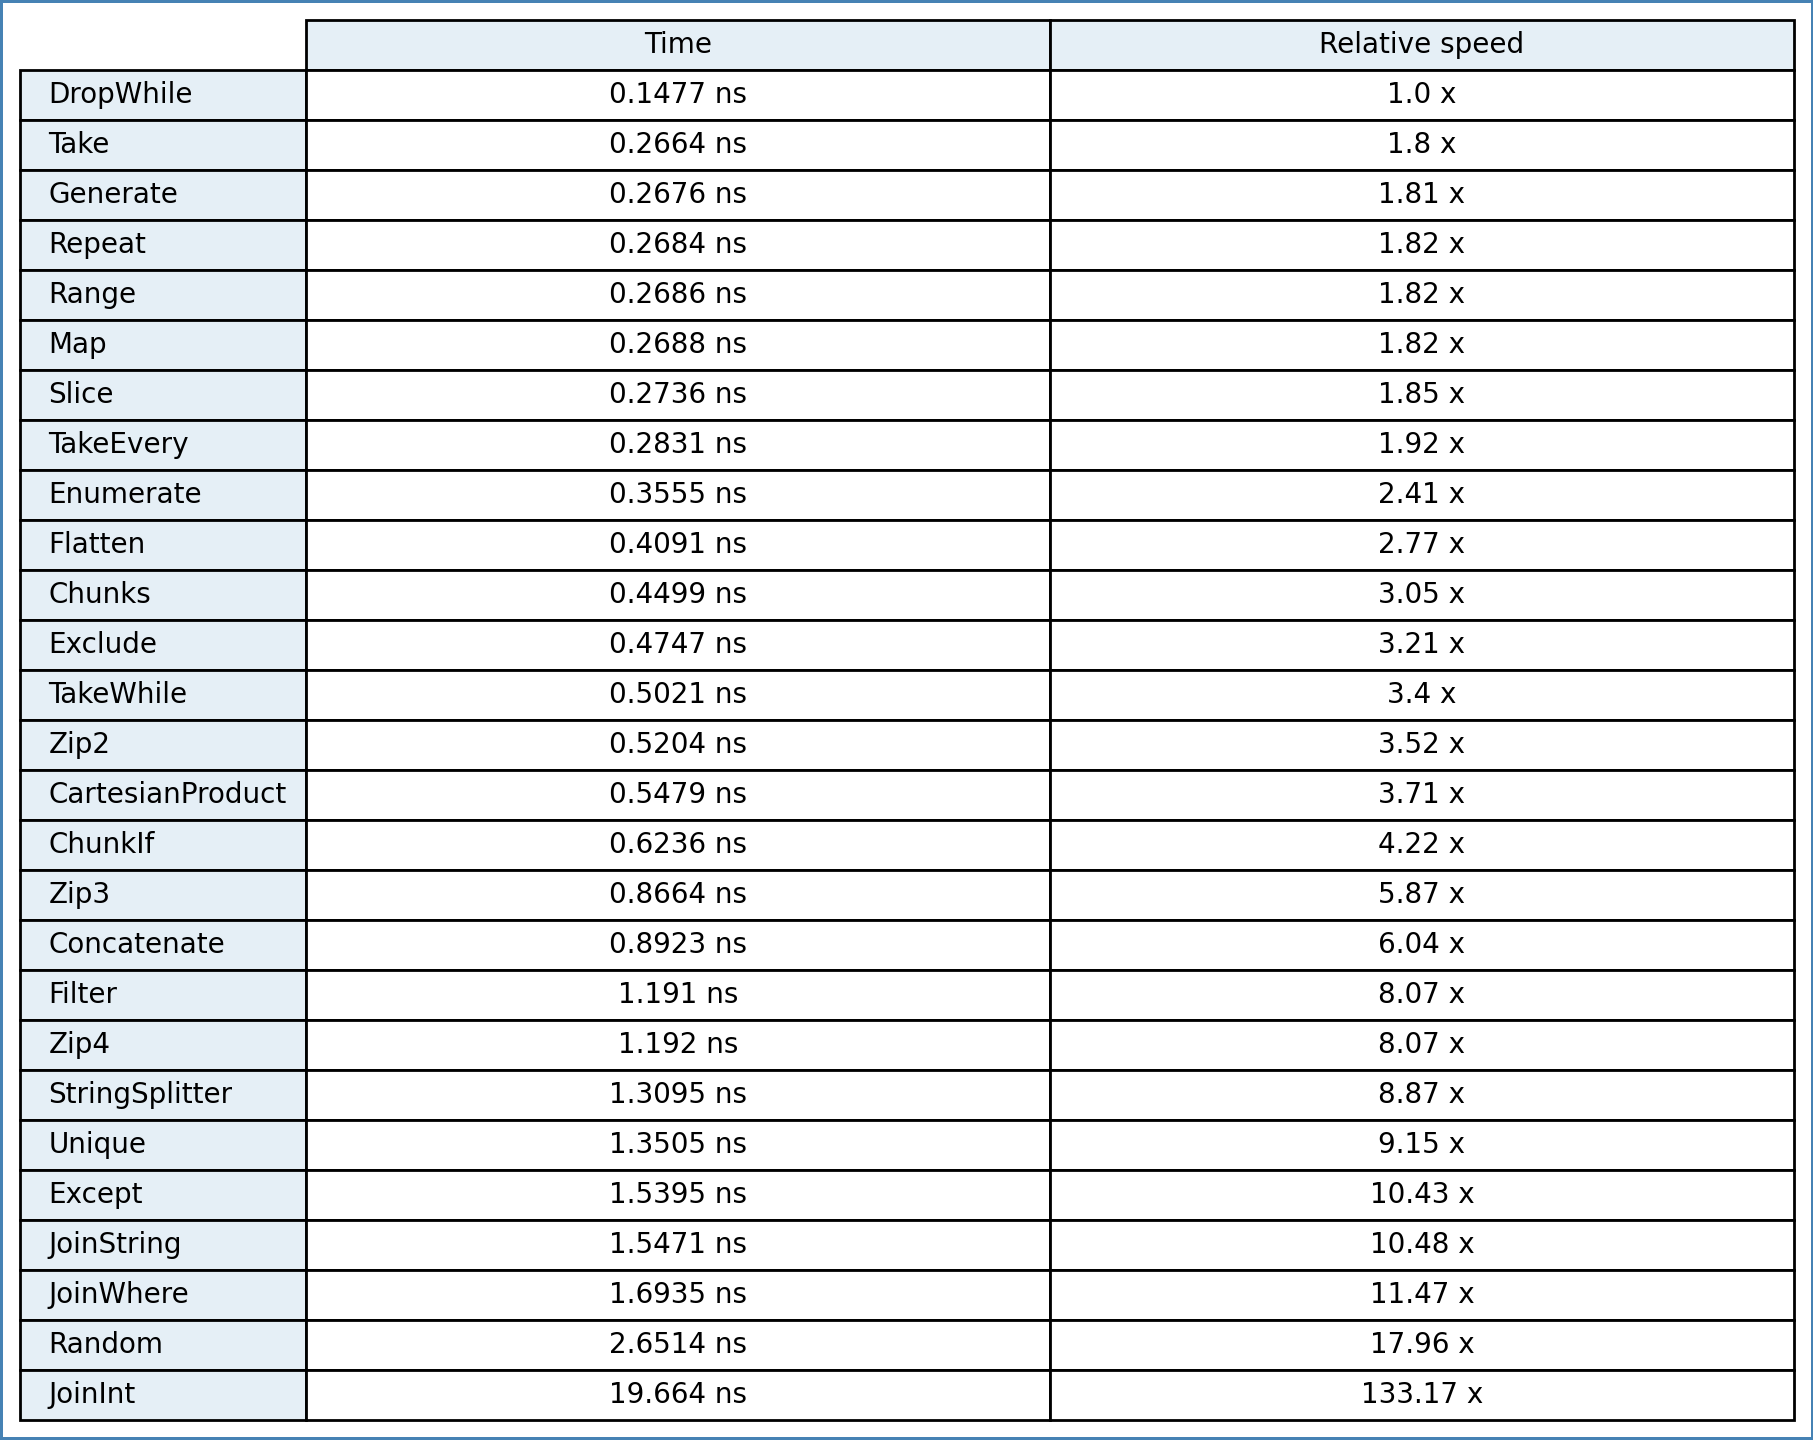 Time Relative speed
DropWhile 0.1477 ns 1.0 x
Take 0.2664 ns 1.8 x
Generate 0.2676 ns 1.81 x
Repeat 0.2684 ns 1.82 x
Range 0.2686 ns 1.82 x
Map 0.2688 ns 1.82 x
Slice 0.2736 ns 1.85 x
TakeEvery 0.2831 ns 1.92 x
Enumerate 0.3555 ns 2.41 x
Flatten 0.4091 ns 2.77 x
Chunks 0.4499 ns 3.05 x
Exclude 0.4747 ns 3.21 x
TakeWhile 0.5021 ns 3.4 x
Zip2 0.5204 ns 3.52 x
CartesianProduct 0.5479 ns 3.71 x
ChunkIf 0.6236 ns 4.22 x
Zip3 0.8664 ns 5.87 x
Concatenate 0.8923 ns 6.04 x
Filter 1.191 ns 8.07 x
Zip4 1.192 ns 8.07 x
StringSplitter 1.3095 ns 8.87 x
Unique 1.3505 ns 9.15 x
Except 1.5395 ns 10.43 x
JoinString 1.5471 ns 10.48 x
JoinWhere 1.6935 ns 11.47 x
Random 2.6514 ns 17.96 x
JoinInt 19.664 ns 133.17 x